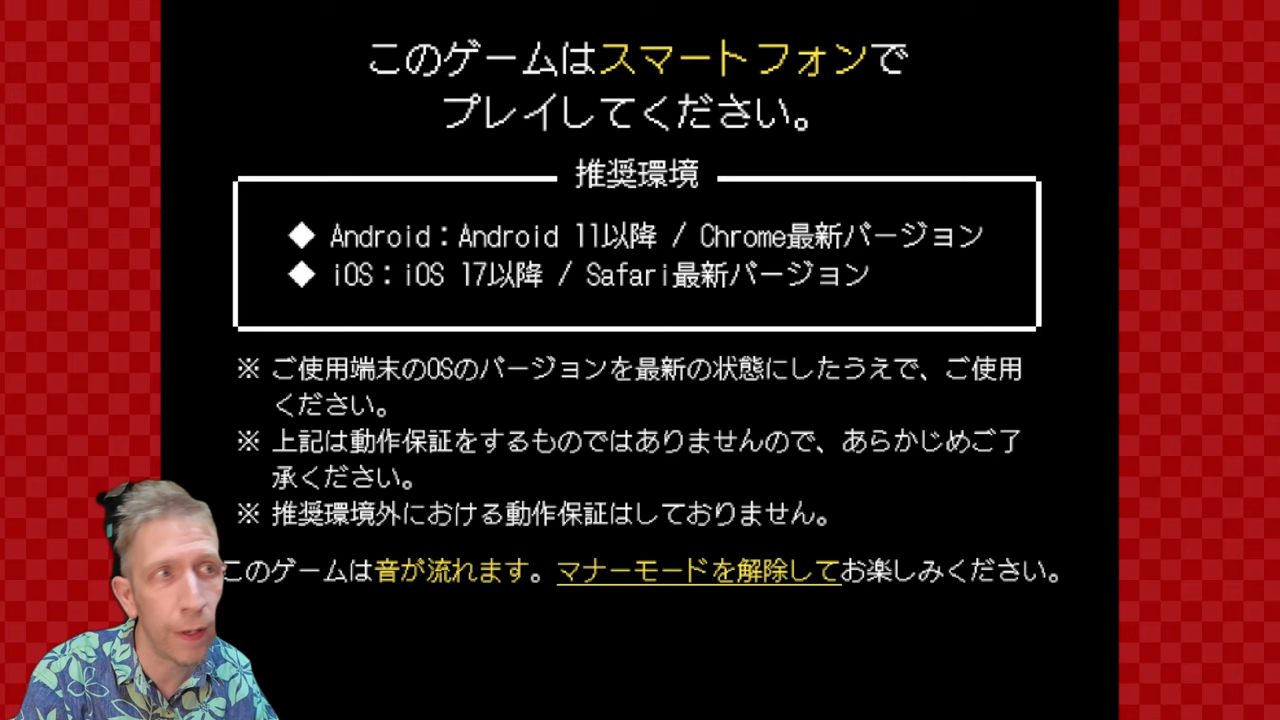 このゲームはスマートフォンで
プレイしてください。
推奨環境
◆ Android：Android 11以降 / Chrome最新バージョン
◆ iOS：iOS 17以降 / Safari最新バージョン
※ ご使用端末のOSのバージョンを最新の状態にしたうえで、ご使用
ください。
※ 上記は動作保証をするものではありませんので、あらかじめご了
承ください。
※ 推奨環境外における動作保証はしておりません。
このゲームは音が流れます。マナーモードを解除してお楽しみください。